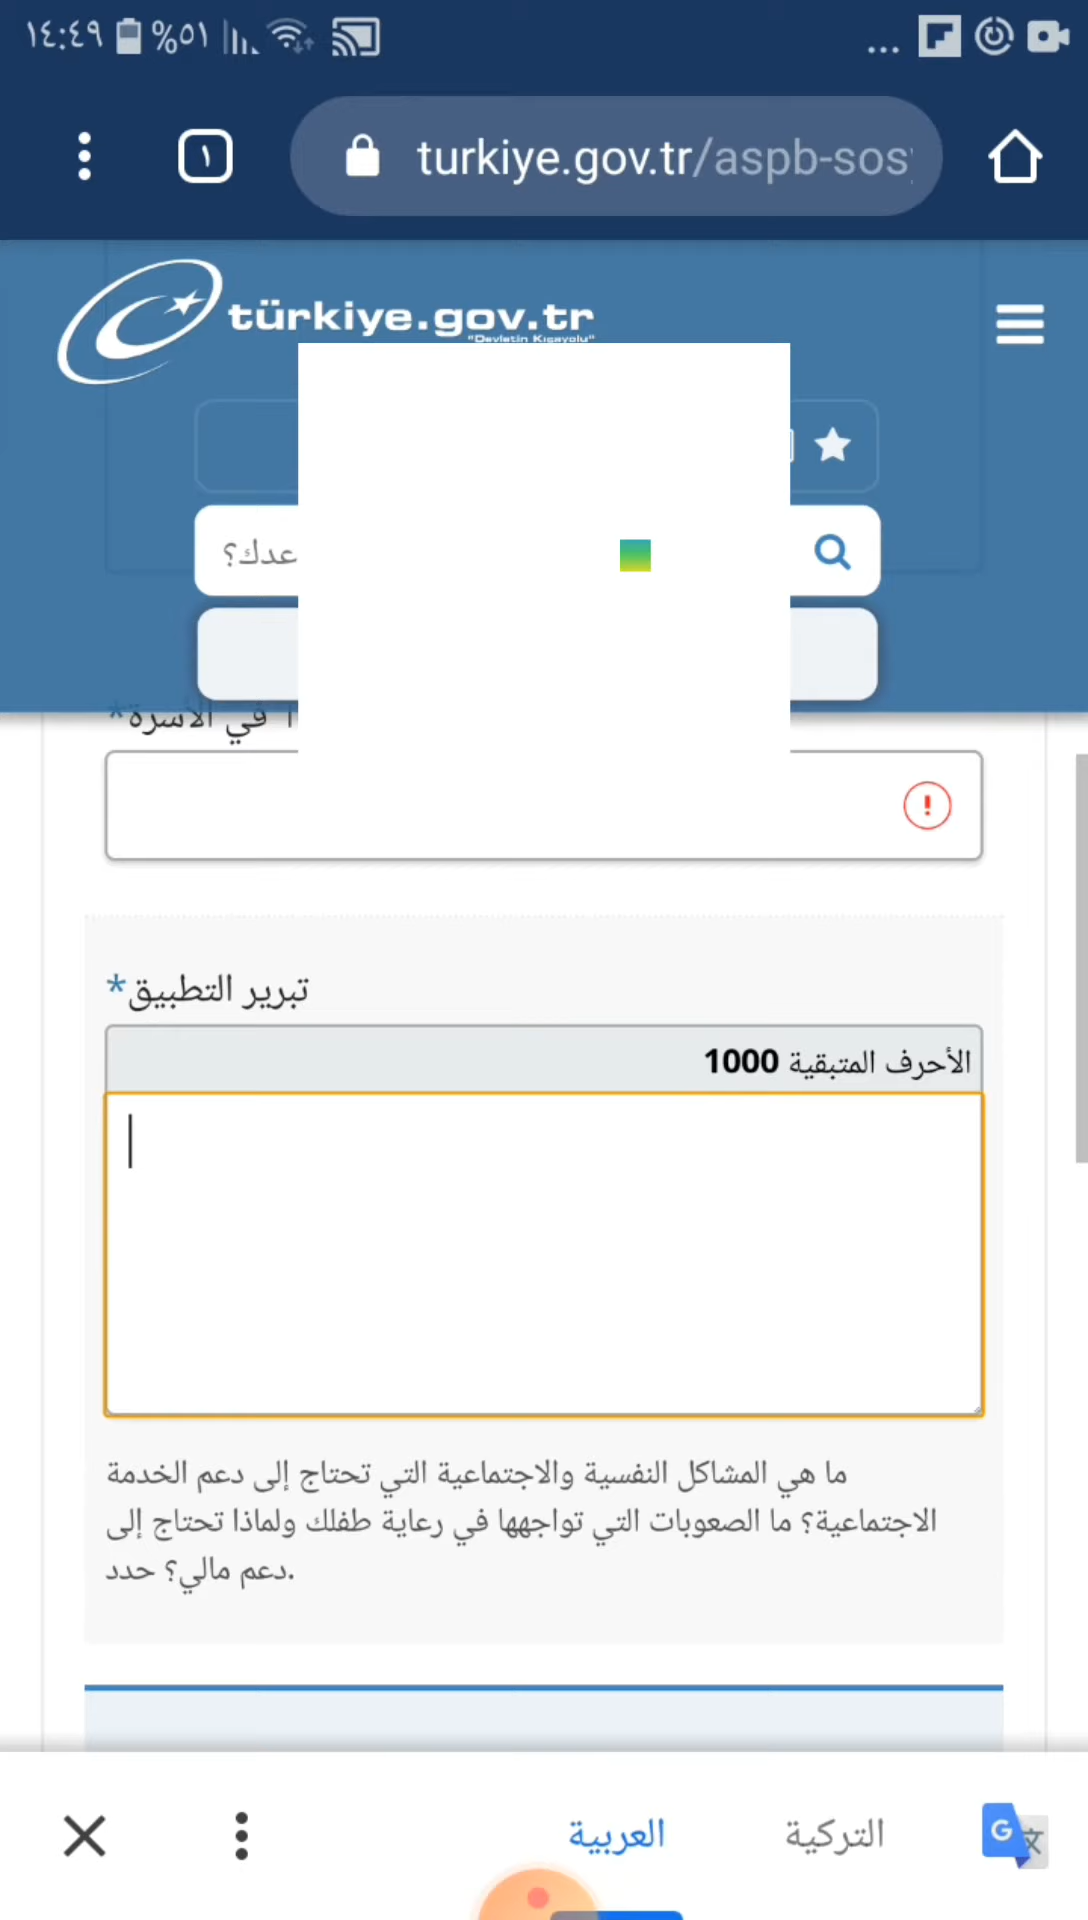 ١٤:٤٩ %٥١ ...
١ turkiye.gov.tr/aspb-sos
türkiye.gov.tr
"Devletin Kısayolu"
عدك؟
في الأسرة*
تبرير التطبيق*
الأحرف المتبقية 1000
ما هي المشاكل النفسية والاجتماعية التي تحتاج إلى دعم الخدمة
الاجتماعية؟ ما الصعوبات التي تواجهها في رعاية طفلك ولماذا تحتاج إلى
دعم مالي؟ حدد.
التركية العربية